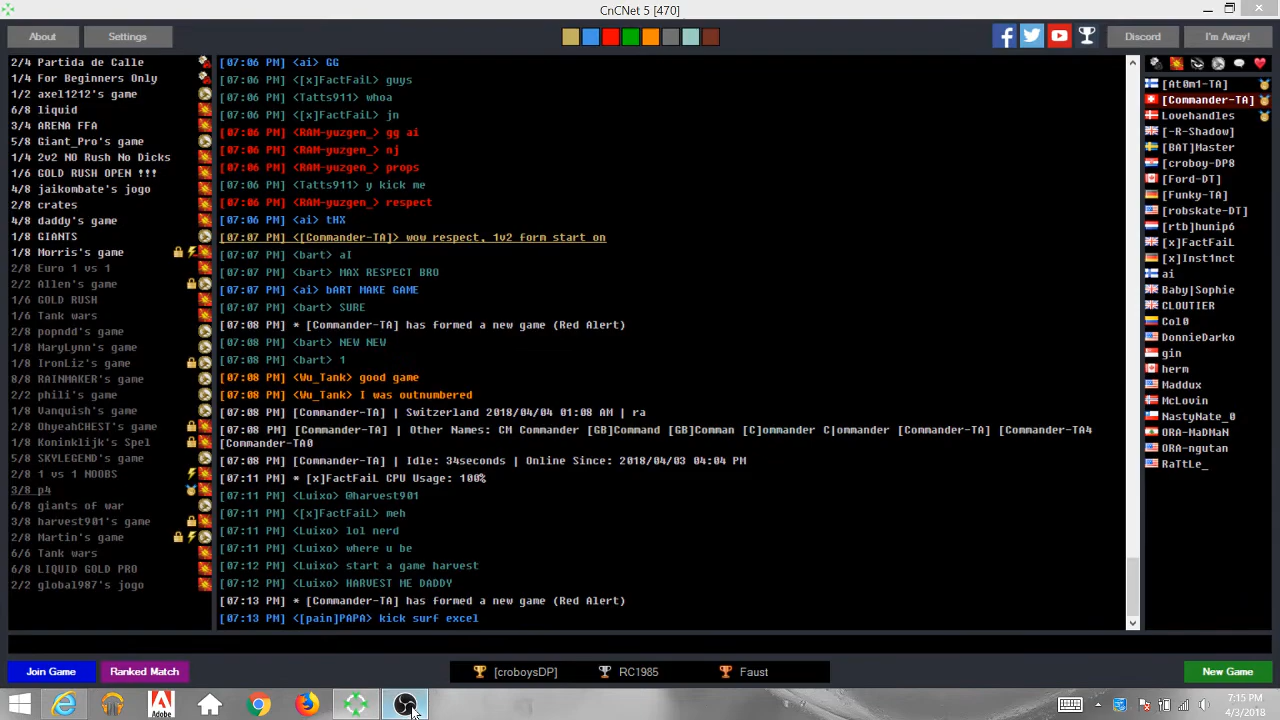 CnCNet 5 [470]
About
Settings
Discord
I'm Away!
2/4 Partida de Calle
1/4 For Beginners Only
1/2 axel1212's game
6/8 liquid
3/4 ARENA FFA
5/8 Giant_Pro's game
1/4 2v2 NO Rush No Dicks
1/6 GOLD RUSH OPEN !!!
4/8 jaikombate's jogo
2/8 crates
4/8 daddy's game
1/8 GIANTS
1/8 Morris's game
2/8 Euro 1 vs 1
2/2 Allen's game
1/6 GOLD RUSH
1/6 Tank wars
2/8 popndd's game
1/8 MaryLynn's game
1/8 IronLiz's game
8/8 RAINMAKER's game
2/2 phili's game
1/8 Vanquish's game
2/8 OhyeahCHEST's game
1/8 Koninklijk's Spel
5/8 SKYLEGEND's game
2/8 1 vs 1 NOOBS
3/8 p4
6/8 giants of war
3/8 harvest901's game
2/8 Martin's game
6/6 Tank wars
6/8 LIQUID GOLD PRO
2/2 global987's jogo
[07:06 PM] <ai> GG
[07:06 PM] <[x]FactFaiL> guys
[07:06 PM] <Tatts911> whoa
[07:06 PM] <[x]FactFaiL> jn
[07:06 PM] <RAM-yuzgen_> gg ai
[07:06 PM] <RAM-yuzgen_> nj
[07:06 PM] <RAM-yuzgen_> props
[07:06 PM] <Tatts911> y kick me
[07:06 PM] <RAM-yuzgen_> respect
[07:06 PM] <ai> tHX
[07:07 PM] <[Commander-TA]> wow respect, 1v2 form start on
[07:07 PM] <bart> aI
[07:07 PM] <bart> MAX RESPECT BRO
[07:07 PM] <ai> bART MAKE GAME
[07:07 PM] <bart> SURE
[07:08 PM] * [Commander-TA] has formed a new game (Red Alert)
[07:08 PM] <bart> NEW NEW
[07:08 PM] <bart> 1
[07:08 PM] <Wu_Tank> good game
[07:08 PM] <Wu_Tank> I was outnumbered
[07:08 PM] [Commander-TA] | Switzerland 2018/04/04 01:08 AM | ra
[07:08 PM] [Commander-TA] | Other Names: CM Commander [GB]Command [GB]Comman [C]ommander C|ommander [Commander-TA] [Commander-TA4
[Commander-TA0
[07:08 PM] [Commander-TA] | Idle: 34seconds | Online Since: 2018/04/03 04:04 PM
[07:11 PM] * [x]FactFaiL CPU Usage: 100%
[07:11 PM] <Luixo> @harvest901
[07:11 PM] <[x]FactFaiL> meh
[07:11 PM] <Luixo> lol nerd
[07:11 PM] <Luixo> where u be
[07:12 PM] <Luixo> start a game harvest
[07:12 PM] <Luixo> HARVEST ME DADDY
[07:13 PM] * [Commander-TA] has formed a new game (Red Alert)
[07:13 PM] <[pain]PAPA> kick surf excel
[At0m1-TA]
[Commander-TA]
Lovehandles
[-R-Shadow]
[BAT]Master
[croboy-DP8
[Ford-DT]
[Funky-TA]
[robskate-DT]
[rtb]hunip6
[x]FactFaiL
[x]Inst1nct
ai
Baby|Sophie
CLOUTIER
Col0
DonnieDarko
gin
herm
Maddux
McLovin
NastyNate_0
ORA-MaDMaN
ORA-ngutan
RaTtLe_
Join Game
Ranked Match
[croboysDP]
RC1985
Faust
New Game
Adobe
7:15 PM
4/3/2018